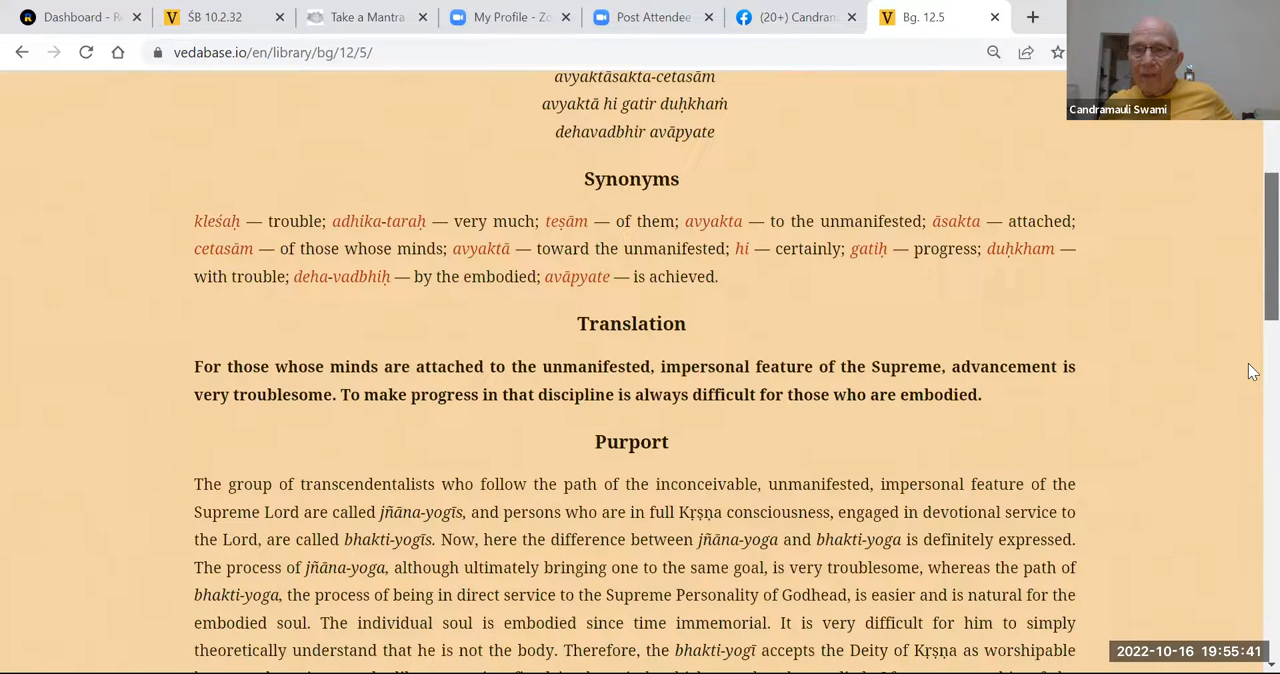 Dashboard - R
ŚB 10.2.32
Take a Mantra
My Profile - Zo
Post Attendee
(20+) Candram
Bg. 12.5
vedabase.io/en/library/bg/12/5/
Candramauli Swami
avyaktāsakta-cetasām
avyaktā hi gatir duḥkhaṁ
dehavadbhir avāpyate
Synonyms
kleśaḥ — trouble; adhika-taraḥ — very much; teṣām — of them; avyakta — to the unmanifested; āsakta — attached;
cetasām — of those whose minds; avyaktā — toward the unmanifested; hi — certainly; gatiḥ — progress; duḥkham —
with trouble; deha-vadbhiḥ — by the embodied; avāpyate — is achieved.
Translation
For those whose minds are attached to the unmanifested, impersonal feature of the Supreme, advancement is
very troublesome. To make progress in that discipline is always difficult for those who are embodied.
Purport
The group of transcendentalists who follow the path of the inconceivable, unmanifested, impersonal feature of the
Supreme Lord are called jñāna-yogīs, and persons who are in full Kṛṣṇa consciousness, engaged in devotional service to
the Lord, are called bhakti-yogīs. Now, here the difference between jñāna-yoga and bhakti-yoga is definitely expressed.
The process of jñāna-yoga, although ultimately bringing one to the same goal, is very troublesome, whereas the path of
bhakti-yoga, the process of being in direct service to the Supreme Personality of Godhead, is easier and is natural for the
embodied soul. The individual soul is embodied since time immemorial. It is very difficult for him to simply
theoretically understand that he is not the body. Therefore, the bhakti-yogī accepts the Deity of Kṛṣṇa as worshipable
2022-10-16 19:55:41